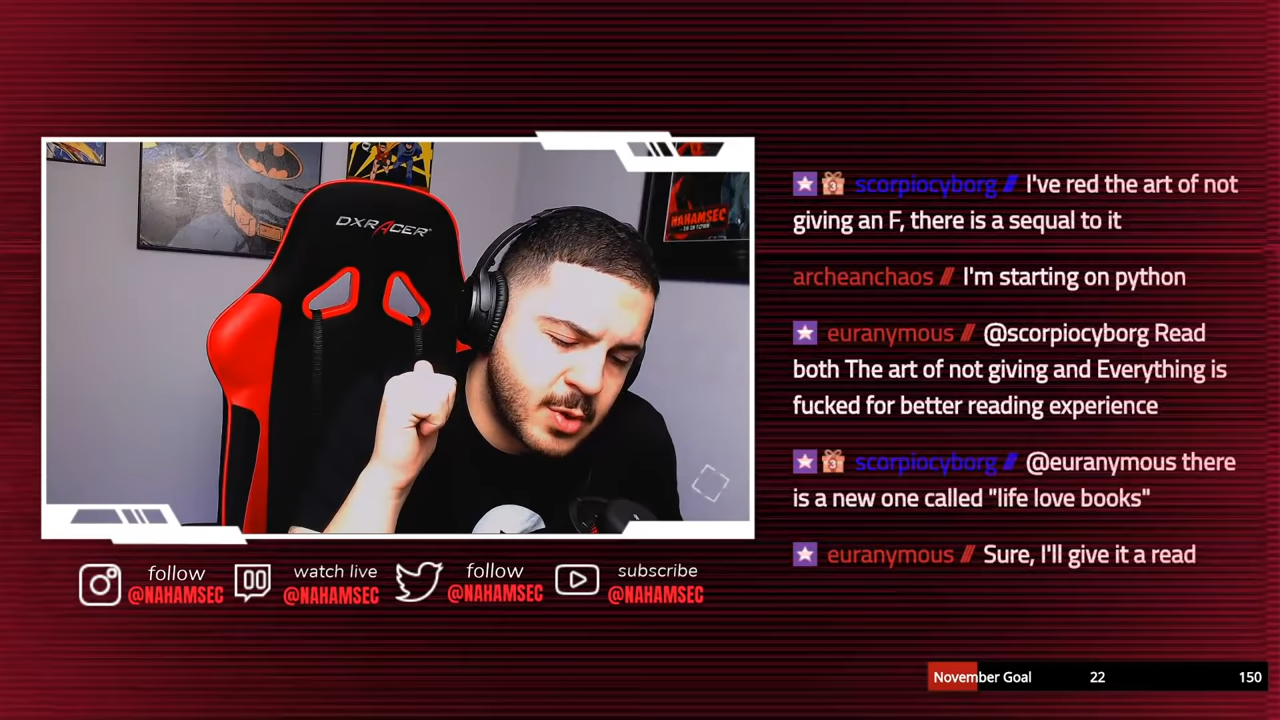 DXRACER
NAHAMSEC
scorpiocyborg // I've red the art of not
giving an F, there is a sequal to it
archeanchaos // I'm starting on python
euranymous // @scorpiocyborg Read
both The art of not giving and Everything is
fucked for better reading experience
scorpiocyborg // @euranymous there
is a new one called "life love books"
euranymous // Sure, I'll give it a read
follow
@NAHAMSEC
watch live
@NAHAMSEC
follow
@NAHAMSEC
subscribe
@NAHAMSEC
November Goal 22 150